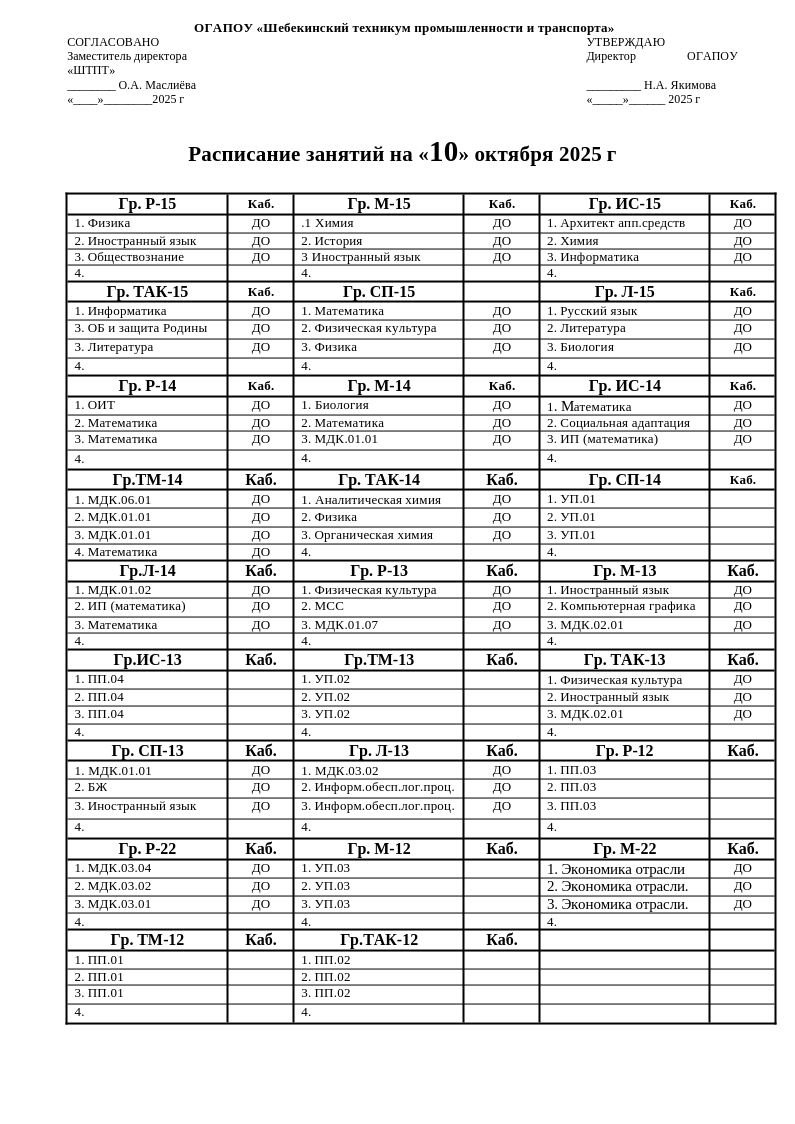 ОГАПОУ «Шебекинский техникум промышленности и транспорта»
СОГЛАСОВАНО УТВЕРЖДАЮ
Заместитель директора Директор ОГАПОУ
«ШТПТ»
________ О.А. Маслиёва _________ Н.А. Якимова
«____»________2025 г «_____»______ 2025 г
Расписание занятий на «10» октября 2025 г
Гр. Р-15 Каб. Гр. М-15 Каб. Гр. ИС-15 Каб.
1. Физика ДО .1 Химия ДО 1. Архитект апп.средств ДО
2. Иностранный язык ДО 2. История ДО 2. Химия ДО
3. Обществознание ДО 3 Иностранный язык ДО 3. Информатика ДО
4. 4. 4.
Гр. ТАК-15 Каб. Гр. СП-15 Гр. Л-15 Каб.
1. Информатика ДО 1. Математика ДО 1. Русский язык ДО
3. ОБ и защита Родины ДО 2. Физическая культура ДО 2. Литература ДО
3. Литература ДО 3. Физика ДО 3. Биология ДО
4. 4. 4.
Гр. Р-14 Каб. Гр. М-14 Каб. Гр. ИС-14 Каб.
1. ОИТ ДО 1. Биология ДО 1. Математика ДО
2. Математика ДО 2. Математика ДО 2. Социальная адаптация ДО
3. Математика ДО 3. МДК.01.01 ДО 3. ИП (математика) ДО
4. 4. 4.
Гр.ТМ-14 Каб. Гр. ТАК-14 Каб. Гр. СП-14 Каб.
1. МДК.06.01 ДО 1. Аналитическая химия ДО 1. УП.01
2. МДК.01.01 ДО 2. Физика ДО 2. УП.01
3. МДК.01.01 ДО 3. Органическая химия ДО 3. УП.01
4. Математика ДО 4. 4.
Гр.Л-14 Каб. Гр. Р-13 Каб. Гр. М-13 Каб.
1. МДК.01.02 ДО 1. Физическая культура ДО 1. Иностранный язык ДО
2. ИП (математика) ДО 2. МСС ДО 2. Компьютерная графика ДО
3. Математика ДО 3. МДК.01.07 ДО 3. МДК.02.01 ДО
4. 4. 4.
Гр.ИС-13 Каб. Гр.ТМ-13 Каб. Гр. ТАК-13 Каб.
1. ПП.04 1. УП.02 1. Физическая культура ДО
2. ПП.04 2. УП.02 2. Иностранный язык ДО
3. ПП.04 3. УП.02 3. МДК.02.01 ДО
4. 4. 4.
Гр. СП-13 Каб. Гр. Л-13 Каб. Гр. Р-12 Каб.
1. МДК.01.01 ДО 1. МДК.03.02 ДО 1. ПП.03
2. БЖ ДО 2. Информ.обесп.лог.проц. ДО 2. ПП.03
3. Иностранный язык ДО 3. Информ.обесп.лог.проц. ДО 3. ПП.03
4. 4. 4.
Гр. Р-22 Каб. Гр. М-12 Каб. Гр. М-22 Каб.
1. МДК.03.04 ДО 1. УП.03 1. Экономика отрасли ДО
2. МДК.03.02 ДО 2. УП.03 2. Экономика отрасли. ДО
3. МДК.03.01 ДО 3. УП.03 3. Экономика отрасли. ДО
4. 4. 4.
Гр. ТМ-12 Каб. Гр.ТАК-12 Каб.
1. ПП.01 1. ПП.02
2. ПП.01 2. ПП.02
3. ПП.01 3. ПП.02
4. 4.